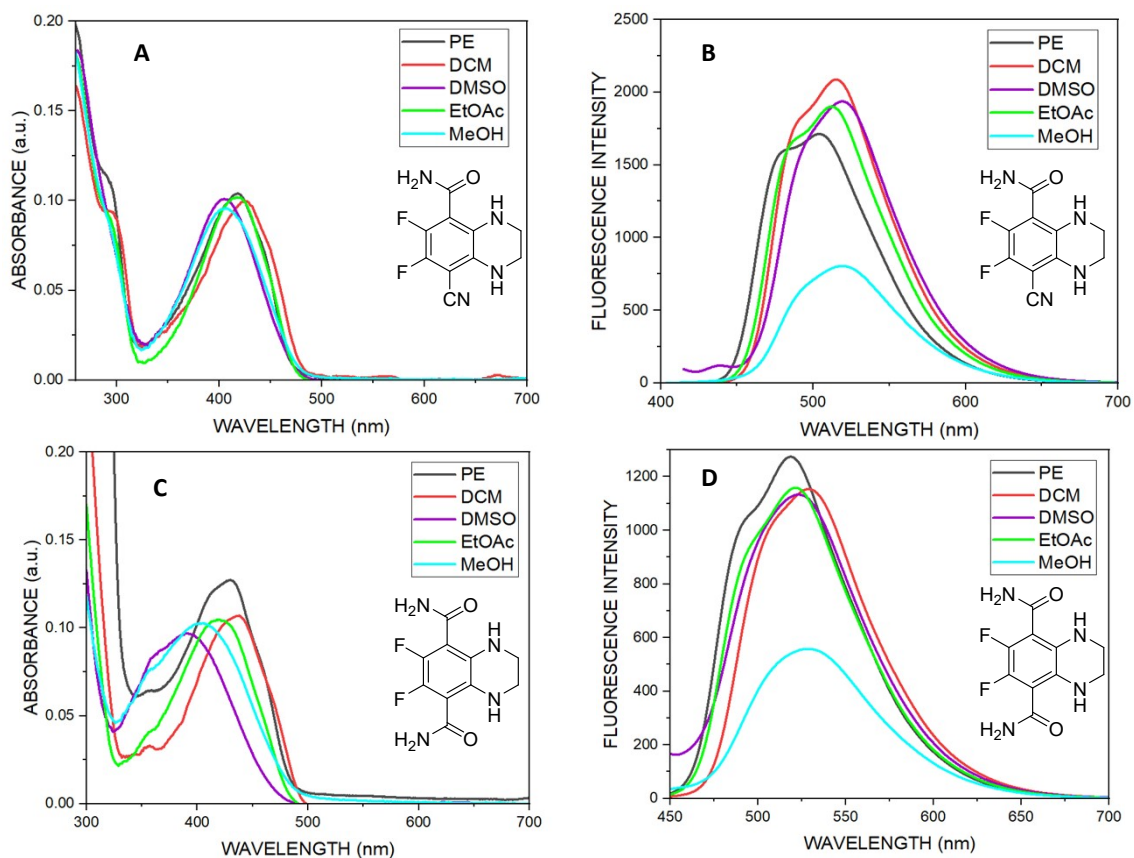 A
0.20
0.15
0.10
0.05
0.00
300
400
500
600
700
ABSORBANCE (a.u.)
WAVELENGTH (nm)
PE
DCM
DMSO
EtOAc
MeOH
H₂N
O
F
H
N
F
N
H
CN
B
2500
2000
1500
1000
500
0
400
500
600
700
FLUORESCENCE INTENSITY
WAVELENGTH (nm)
PE
DCM
DMSO
EtOAc
MeOH
H₂N
O
F
H
N
F
N
H
CN
C
0.20
0.15
0.10
0.05
0.00
300
400
500
600
700
ABSORBANCE (a.u.)
WAVELENGTH (nm)
PE
DCM
DMSO
EtOAc
MeOH
H₂N
O
F
H
N
F
N
H
H₂N
O
D
1200
1000
800
600
400
200
0
450
500
550
600
650
700
FLUORESCENCE INTENSITY
WAVELENGTH (nm)
PE
DCM
DMSO
EtOAc
MeOH
H₂N
O
F
H
N
F
N
H
H₂N
O